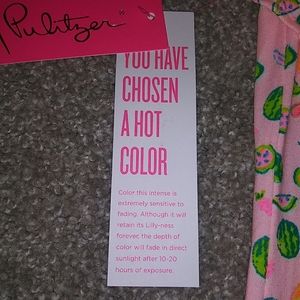 Pulitzer
YOU HAVE
CHOSEN
A HOT
COLOR
Color this intense is
extremely sensitive to
fading. Although it will
retain its Lilly-ness
forever, the depth of
color will fade in direct
sunlight after 10-20
hours of exposure.